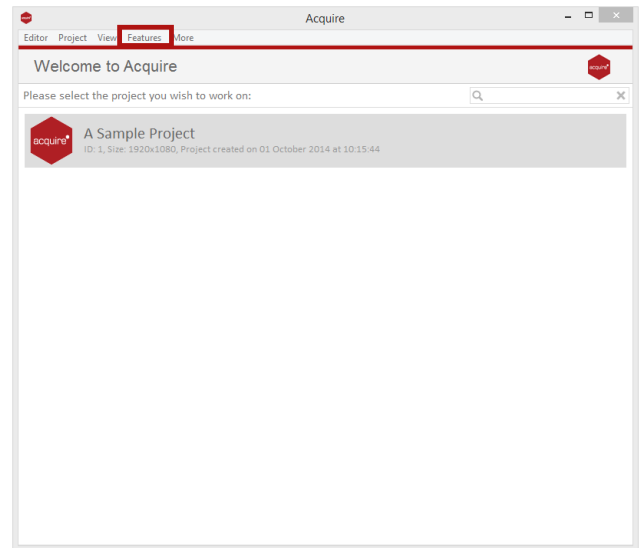 Acquire
Editor Project View Features More
Welcome to Acquire
acquire
Please select the project you wish to work on:
acquire
A Sample Project
ID: 1, Size: 1920x1080, Project created on 01 October 2014 at 10:15:44